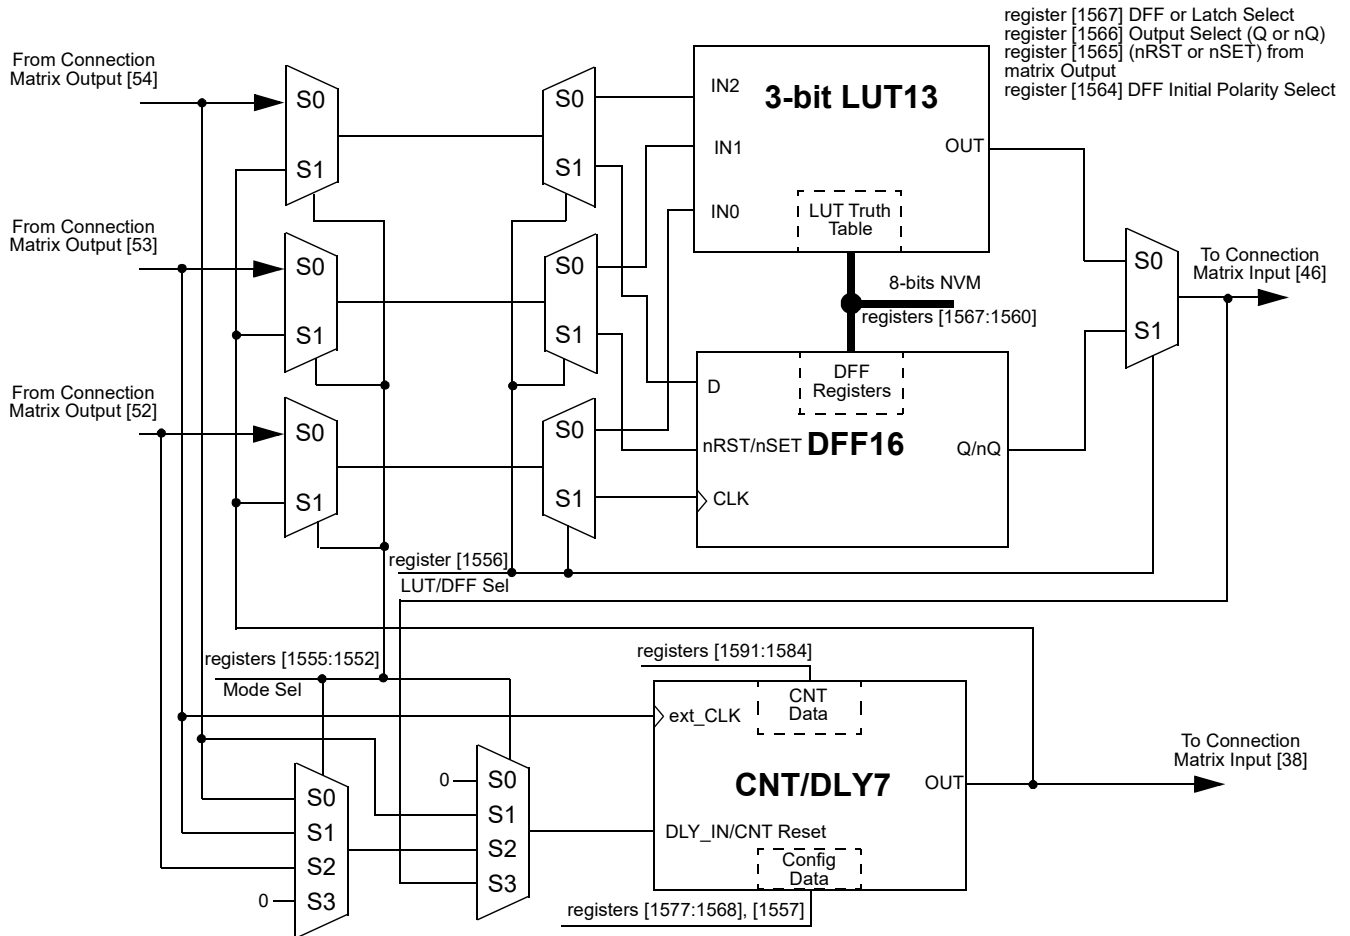 register [1567] DFF or Latch Select
register [1566] Output Select (Q or nQ)
register [1565] (nRST or nSET) from
matrix Output
register [1564] DFF Initial Polarity Select
From Connection
Matrix Output [54]
S0
S1
S0
S1
IN2
3-bit LUT13
IN1
OUT
IN0
LUT Truth
Table
From Connection
Matrix Output [53]
S0
S1
S0
S1
8-bits NVM
registers [1567:1560]
S0
S1
To Connection
Matrix Input [46]
From Connection
Matrix Output [52]
S0
S1
S0
S1
DFF
Registers
D
nRST/nSET
DFF16
Q/nQ
CLK
register [1556]
LUT/DFF Sel
registers [1555:1552]
Mode Sel
registers [1591:1584]
CNT
Data
ext_CLK
CNT/DLY7
OUT
To Connection
Matrix Input [38]
DLY_IN/CNT Reset
Config
Data
registers [1577:1568], [1557]
0
S0
S1
S2
S3
S0
S1
S2
0
S3